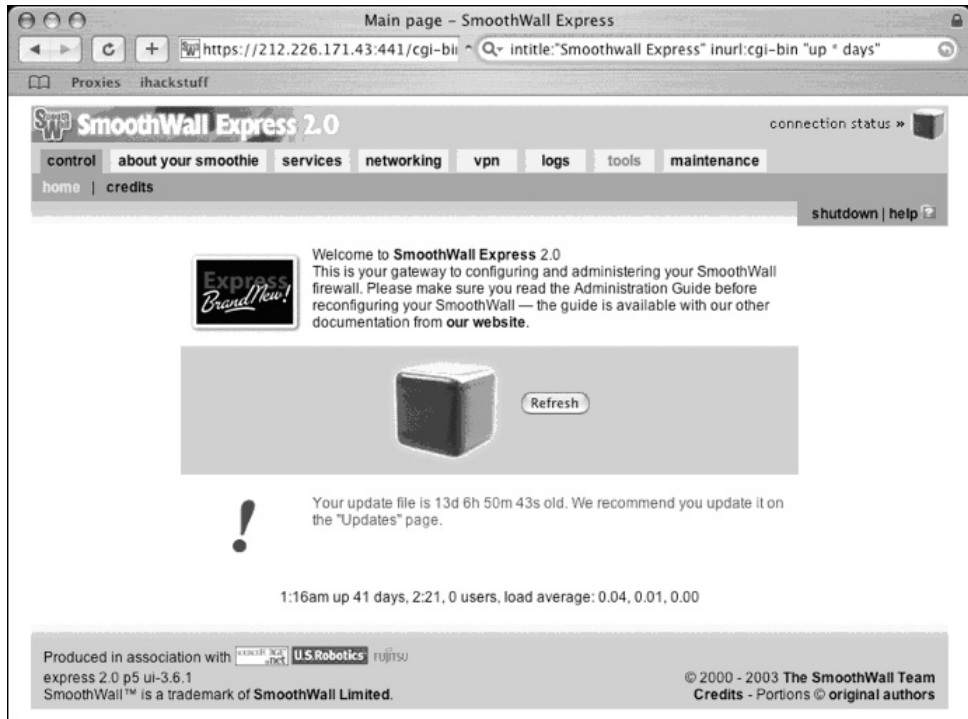 Main page – SmoothWall Express
https://212.226.171.43:441/cgi-bin
intitle:"Smoothwall Express" inurl:cgi-bin "up * days"
Proxies ihackstuff
SmoothWall Express 2.0
connection status »
control about your smoothie services networking vpn logs tools maintenance
home | credits
shutdown | help
Express
Brand New!
Welcome to SmoothWall Express 2.0
This is your gateway to configuring and administering your SmoothWall
firewall. Please make sure you read the Administration Guide before
reconfiguring your SmoothWall — the guide is available with our other
documentation from our website.
Refresh
Your update file is 13d 6h 50m 43s old. We recommend you update it on
the "Updates" page.
1:16am up 41 days, 2:21, 0 users, load average: 0.04, 0.01, 0.00
Produced in association with U.S.Robotics FUJITSU
express 2.0 p5 ui-3.6.1
SmoothWall™ is a trademark of SmoothWall Limited.
© 2000 - 2003 The SmoothWall Team
Credits - Portions © original authors